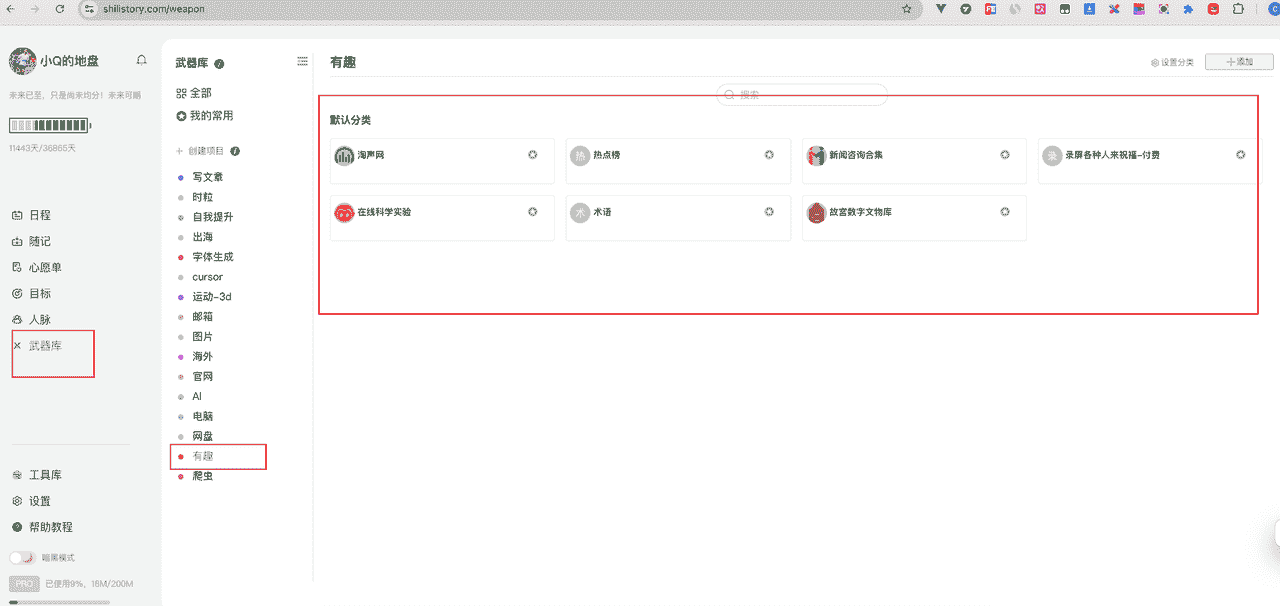 shilistory.com/weapon
小Q的地盘
未来已至，只是尚未均分！未来可期
11443天/36865天
日程
随记
心愿单
目标
人脉
武器库
工具库
设置
帮助教程
暗黑模式
PRO 已使用9%，18M/200M
武器库
全部
我的常用
+ 创建项目
写文章
时粒
自我提升
出海
字体生成
cursor
运动-3d
邮箱
图片
海外
官网
AI
电脑
网盘
有趣
爬虫
有趣
设置分类
+添加
搜索
默认分类
淘声网
热 热点榜
新闻咨询合集
录 录屏各种人来祝福-付费
在线科学实验
术 术语
故宫数字文物库